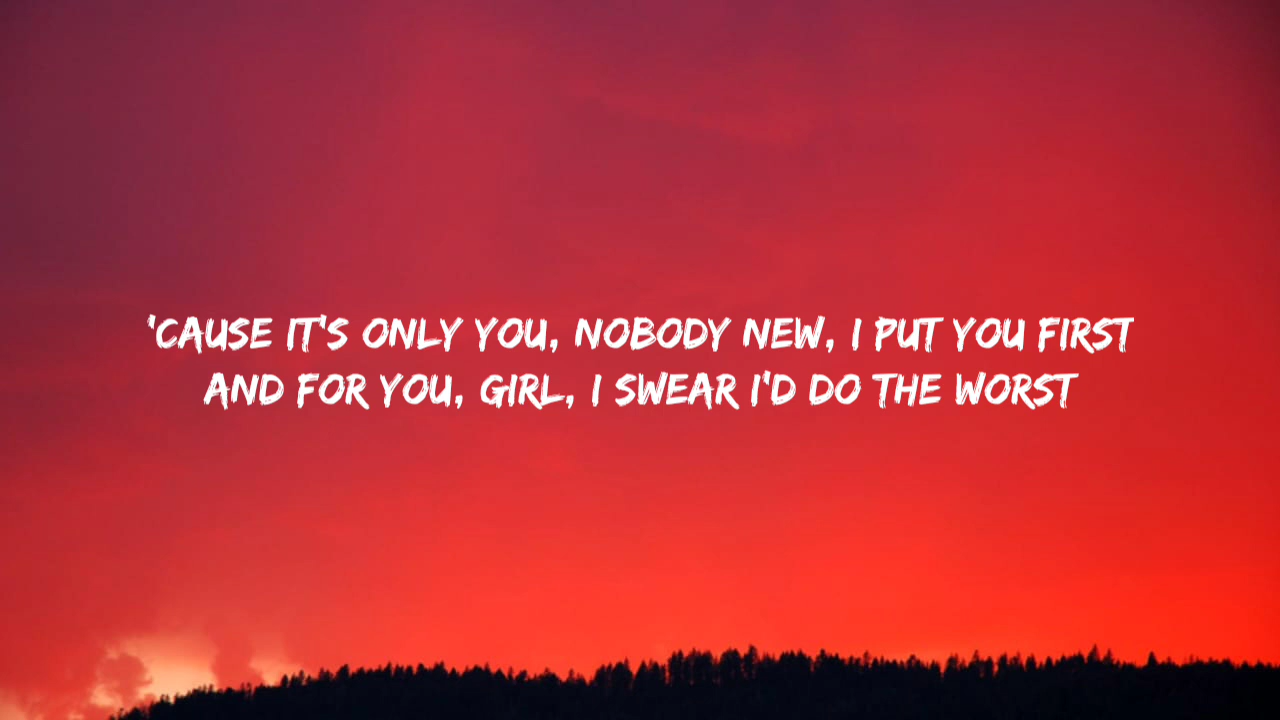 'CAUSE IT'S ONLY YOU, NOBODY NEW, I PUT YOU FIRST
AND FOR YOU, GIRL, I SWEAR I'D DO THE WORST